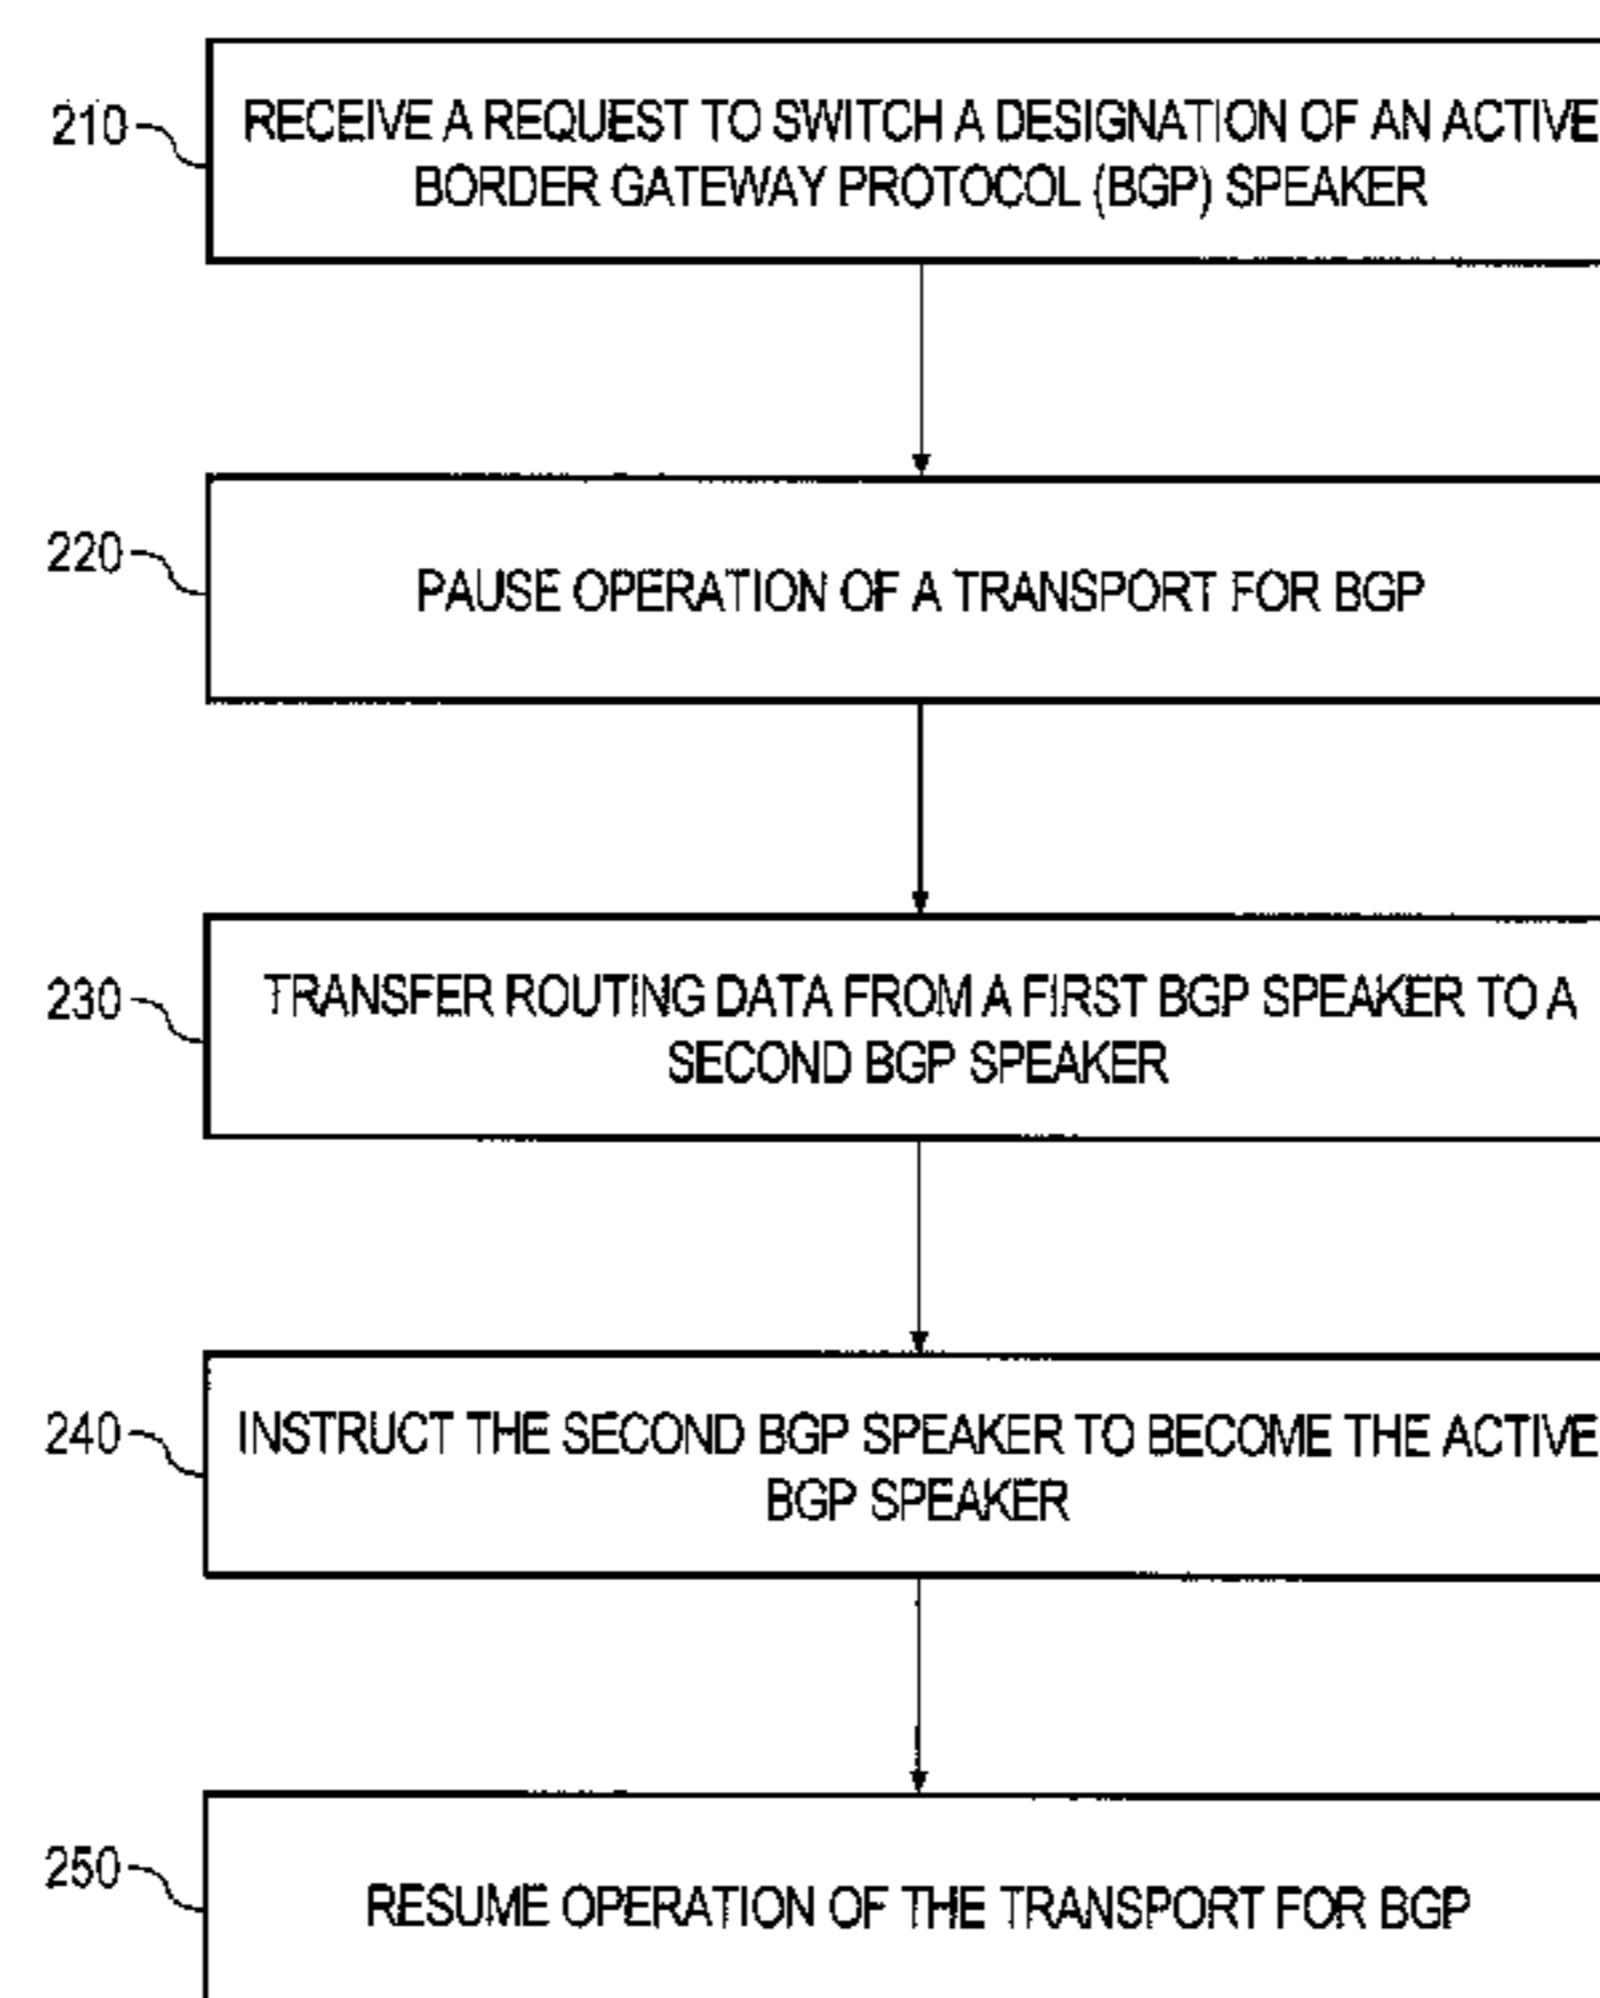 210
RECEIVE A REQUEST TO SWITCH A DESIGNATION OF AN ACTIVE
BORDER GATEWAY PROTOCOL (BGP) SPEAKER
220
PAUSE OPERATION OF A TRANSPORT FOR BGP
230
TRANSFER ROUTING DATA FROM A FIRST BGP SPEAKER TO A
SECOND BGP SPEAKER
240
INSTRUCT THE SECOND BGP SPEAKER TO BECOME THE ACTIVE
BGP SPEAKER
250
RESUME OPERATION OF THE TRANSPORT FOR BGP